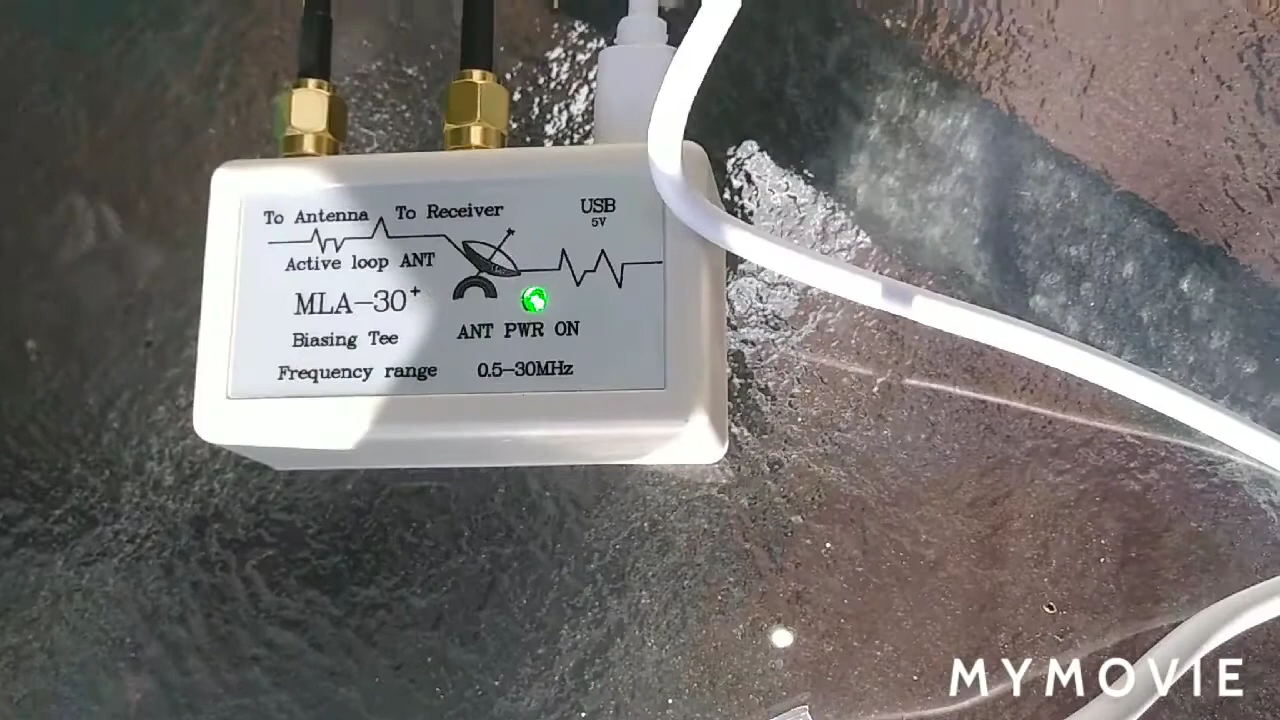 To Antenna To Receiver USB
5V
Active loop ANT
MLA-30+
Biasing Tee ANT PWR ON
Frequency range 0.5-30MHz
MYMOVIE